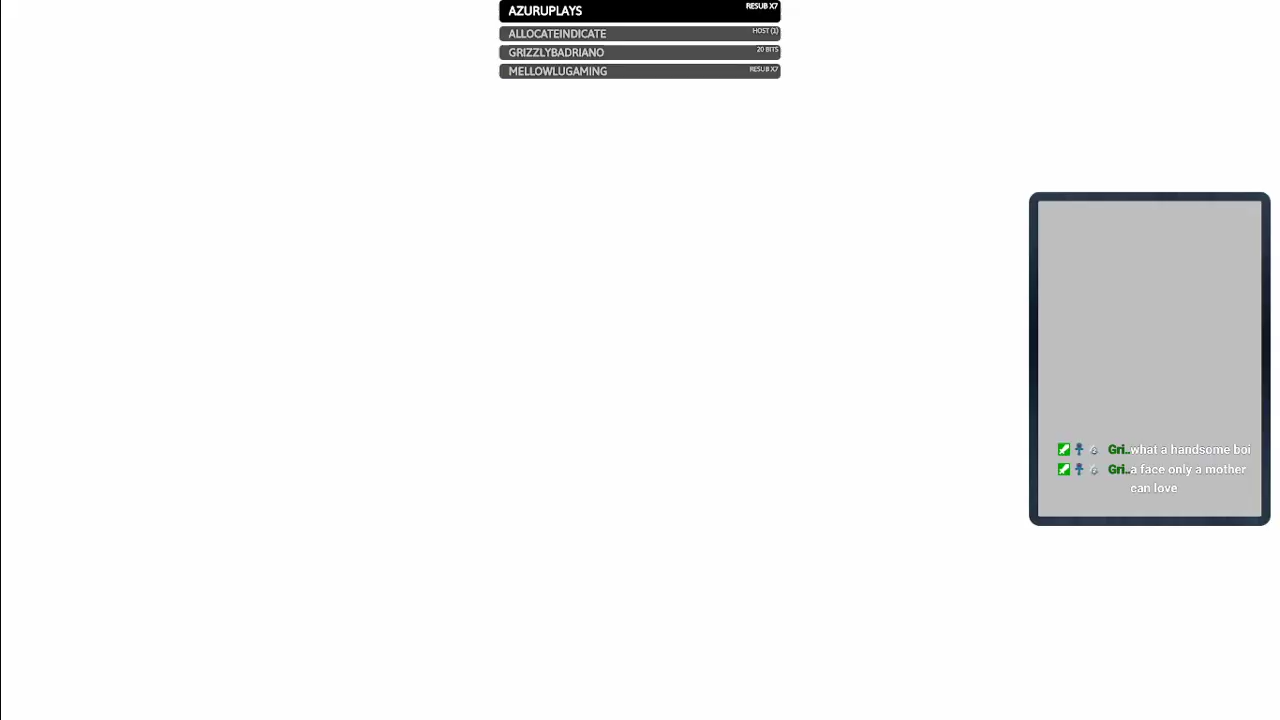 AZURUPLAYS RESUB X7
ALLOCATEINDICATE HOST (1)
GRIZZLYBADRIANO 20 BITS
MELLOWLUGAMING RESUB X7
Gri..what a handsome boi
Gri..a face only a mother
can love